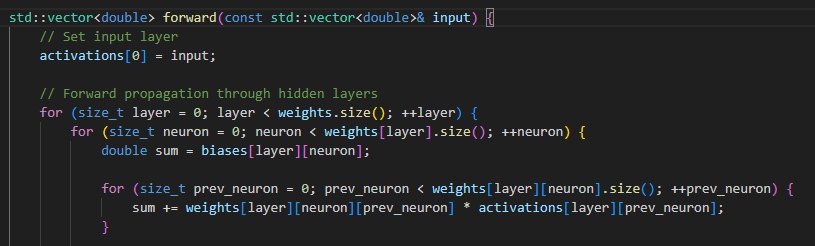 std::vector<double> forward(const std::vector<double>& input) {
    // Set input layer
    activations[0] = input;

    // Forward propagation through hidden layers
    for (size_t layer = 0; layer < weights.size(); ++layer) {
        for (size_t neuron = 0; neuron < weights[layer].size(); ++neuron) {
            double sum = biases[layer][neuron];

            for (size_t prev_neuron = 0; prev_neuron < weights[layer][neuron].size(); ++prev_neuron) {
                sum += weights[layer][neuron][prev_neuron] * activations[layer][prev_neuron];
            }